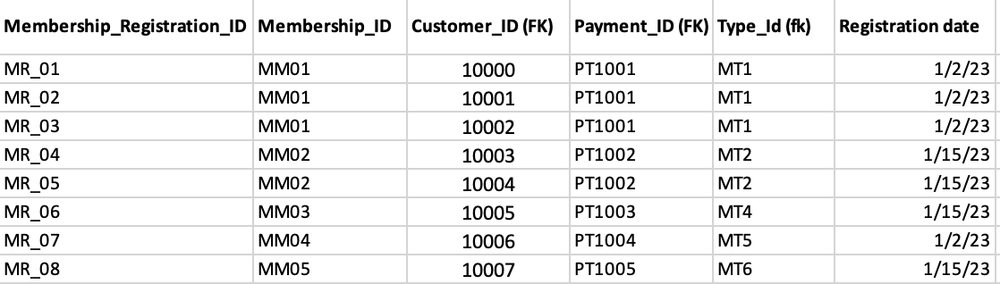 Membership_Registration_ID Membership_ID Customer_ID (FK) Payment_ID (FK) Type_Id (fk) Registration date
MR_01 MM01 10000 PT1001 MT1 1/2/23
MR_02 MM01 10001 PT1001 MT1 1/2/23
MR_03 MM01 10002 PT1001 MT1 1/2/23
MR_04 MM02 10003 PT1002 MT2 1/15/23
MR_05 MM02 10004 PT1002 MT2 1/15/23
MR_06 MM03 10005 PT1003 MT4 1/15/23
MR_07 MM04 10006 PT1004 MT5 1/2/23
MR_08 MM05 10007 PT1005 MT6 1/15/23